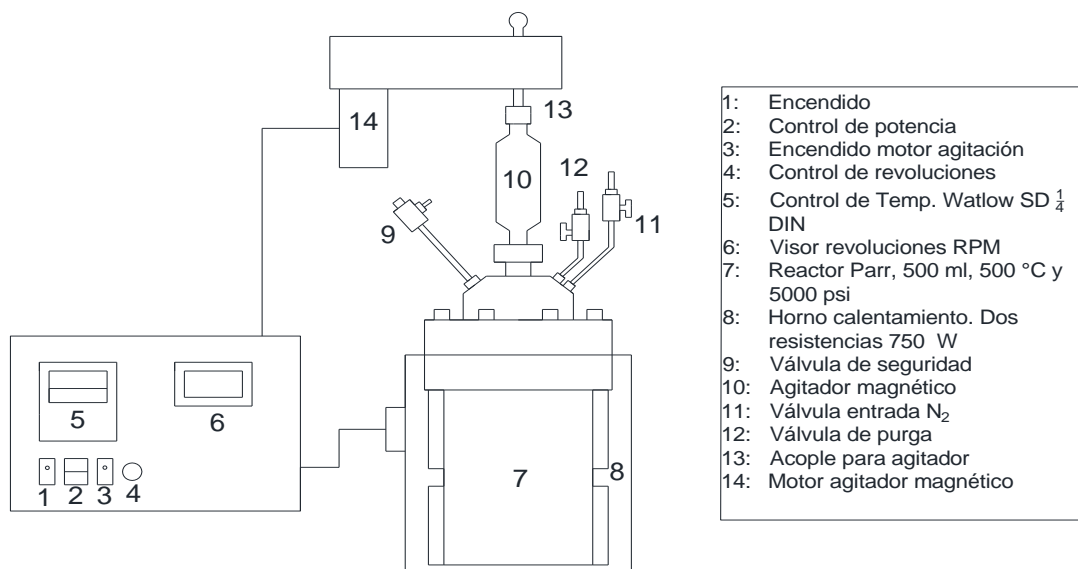 14
13
12
11
10
9
5
6
1
2
3
4
7
8
1: Encendido
2: Control de potencia
3: Encendido motor agitación
4: Control de revoluciones
5: Control de Temp. Watlow SD 1/4
DIN
6: Visor revoluciones RPM
7: Reactor Parr, 500 ml, 500 °C y
5000 psi
8: Horno calentamiento. Dos
resistencias 750 W
9: Válvula de seguridad
10: Agitador magnético
11: Válvula entrada N₂
12: Válvula de purga
13: Acople para agitador
14: Motor agitador magnético